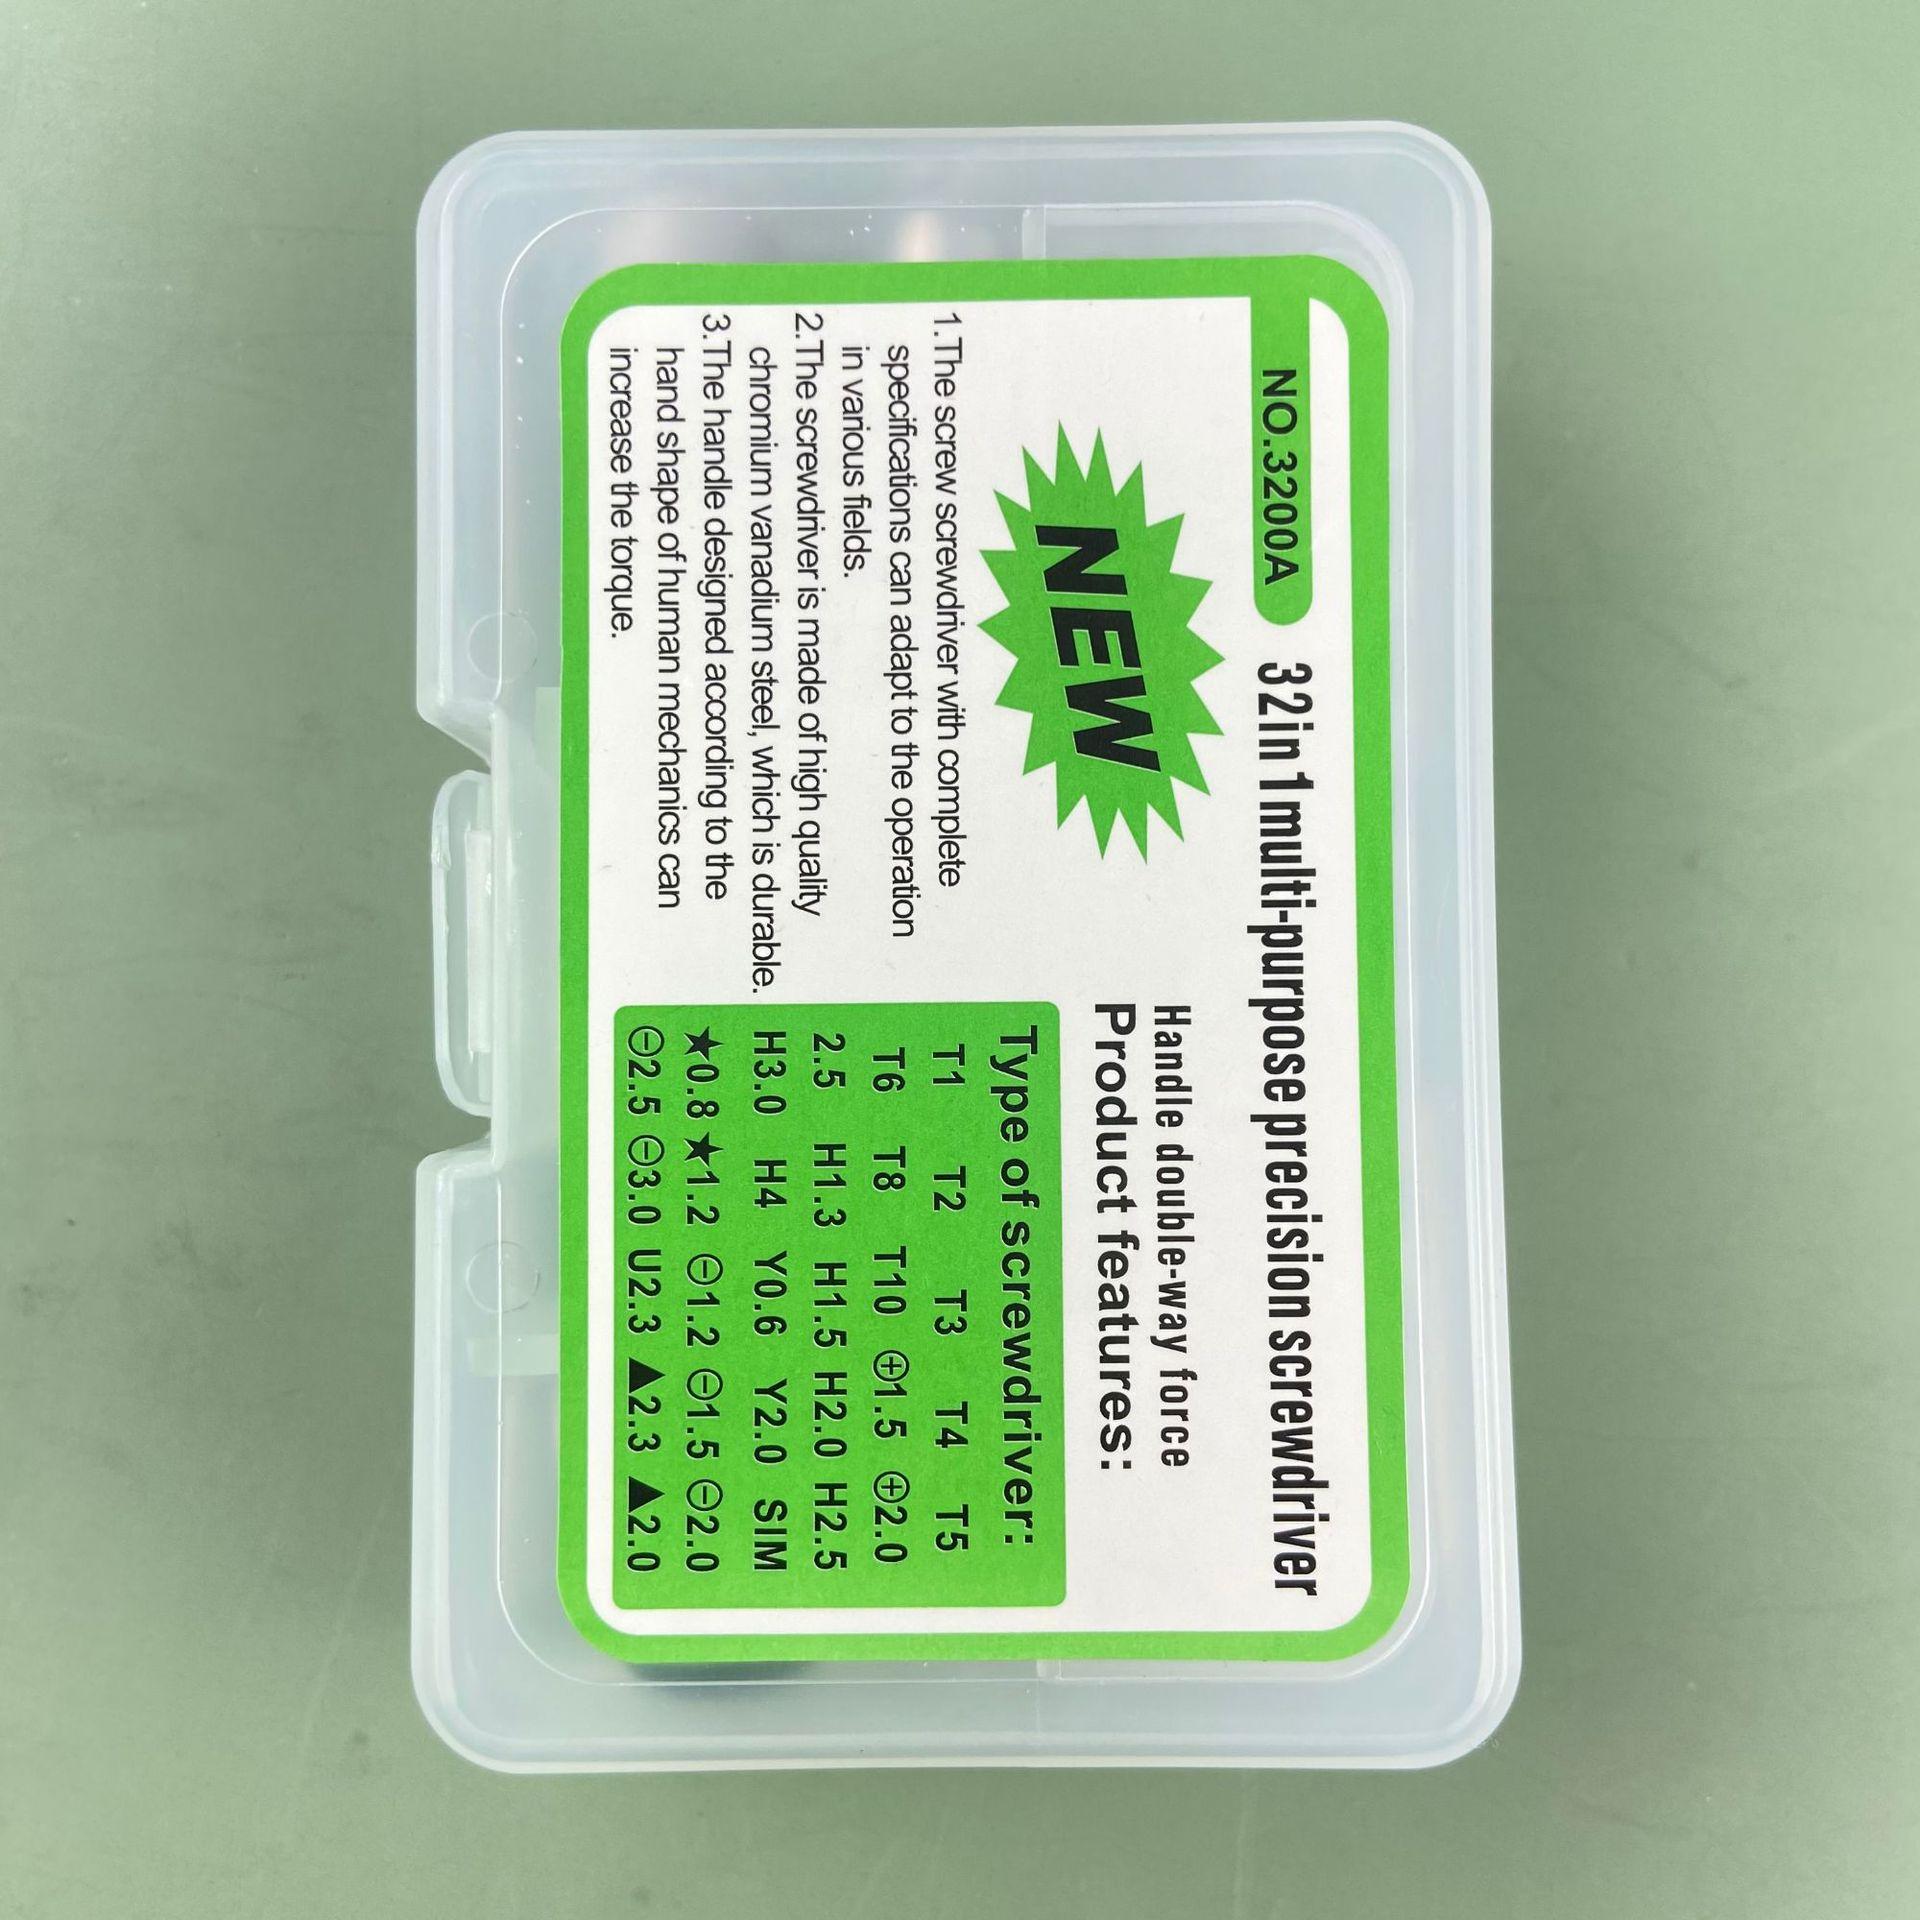 NO.3200A 32in1multi-purpose precision screwdriver
NEW
Handle double-way force
Product features:
1.The screw screwdriver with complete
specifications can adapt to the operation
in various fields.
2.The screwdriver is made of high quality
chromium vanadium steel, which is durable.
3.The handle designed according to the
hand shape of human mechanics can
increase the torque.
Type of screwdriver:
T1 T2 T3 T4 T5
T6 T8 T10 ⊕1.5 ⊕2.0
2.5 H1.3 H1.5 H2.0 H2.5
H3.0 H4 Y0.6 Y2.0 SIM
★0.8 ★1.2 ⊖1.2 ⊖1.5 ⊖2.0
⊖2.5 ⊖3.0 U2.3 ▲2.3 ▲2.0